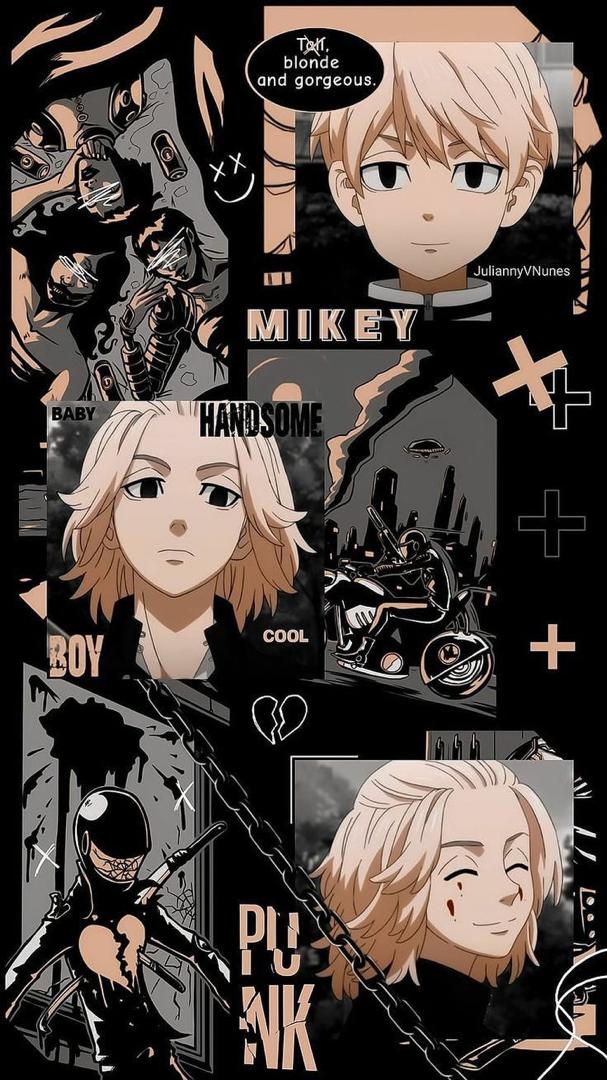 Tall,
blonde
and gorgeous.
JuliannyVNunes
MIKEY
BABY
HANDSOME
COOL
BOY
PU
NK